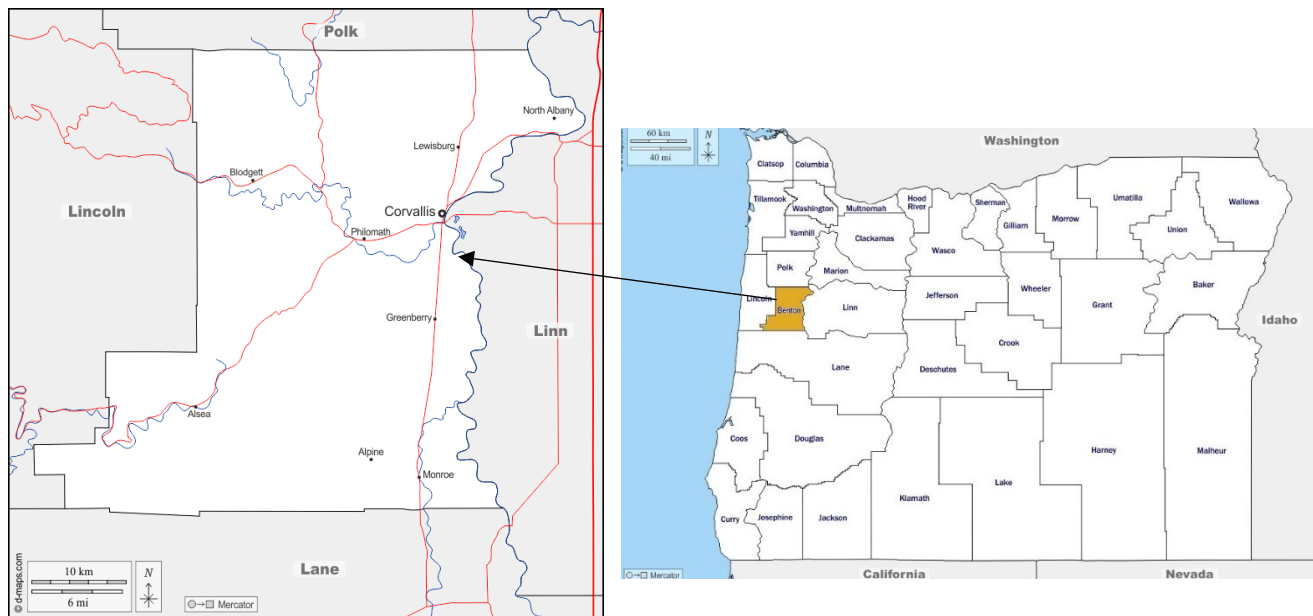 Polk
North Albany
Lewisburg
Blodgett
Lincoln
Corvallis
Philomath
Greenberry
Linn
Alsea
Alpine
Monroe
Lane
© d-maps.com
10 km
6 mi
N
Mercator
60 km
40 mi
N
Washington
Clatsop
Columbia
Tillamook
Washington
Multnomah
Hood
River
Sherman
Gilliam
Morrow
Umatilla
Wallowa
Union
Yamhill
Clackamas
Wasco
Polk
Marion
Jefferson
Wheeler
Grant
Baker
Lincoln
Benton
Linn
Idaho
Crook
Lane
Deschutes
Coos
Douglas
Harney
Malheur
Lake
Klamath
Curry
Josephine
Jackson
Mercator
California
Nevada